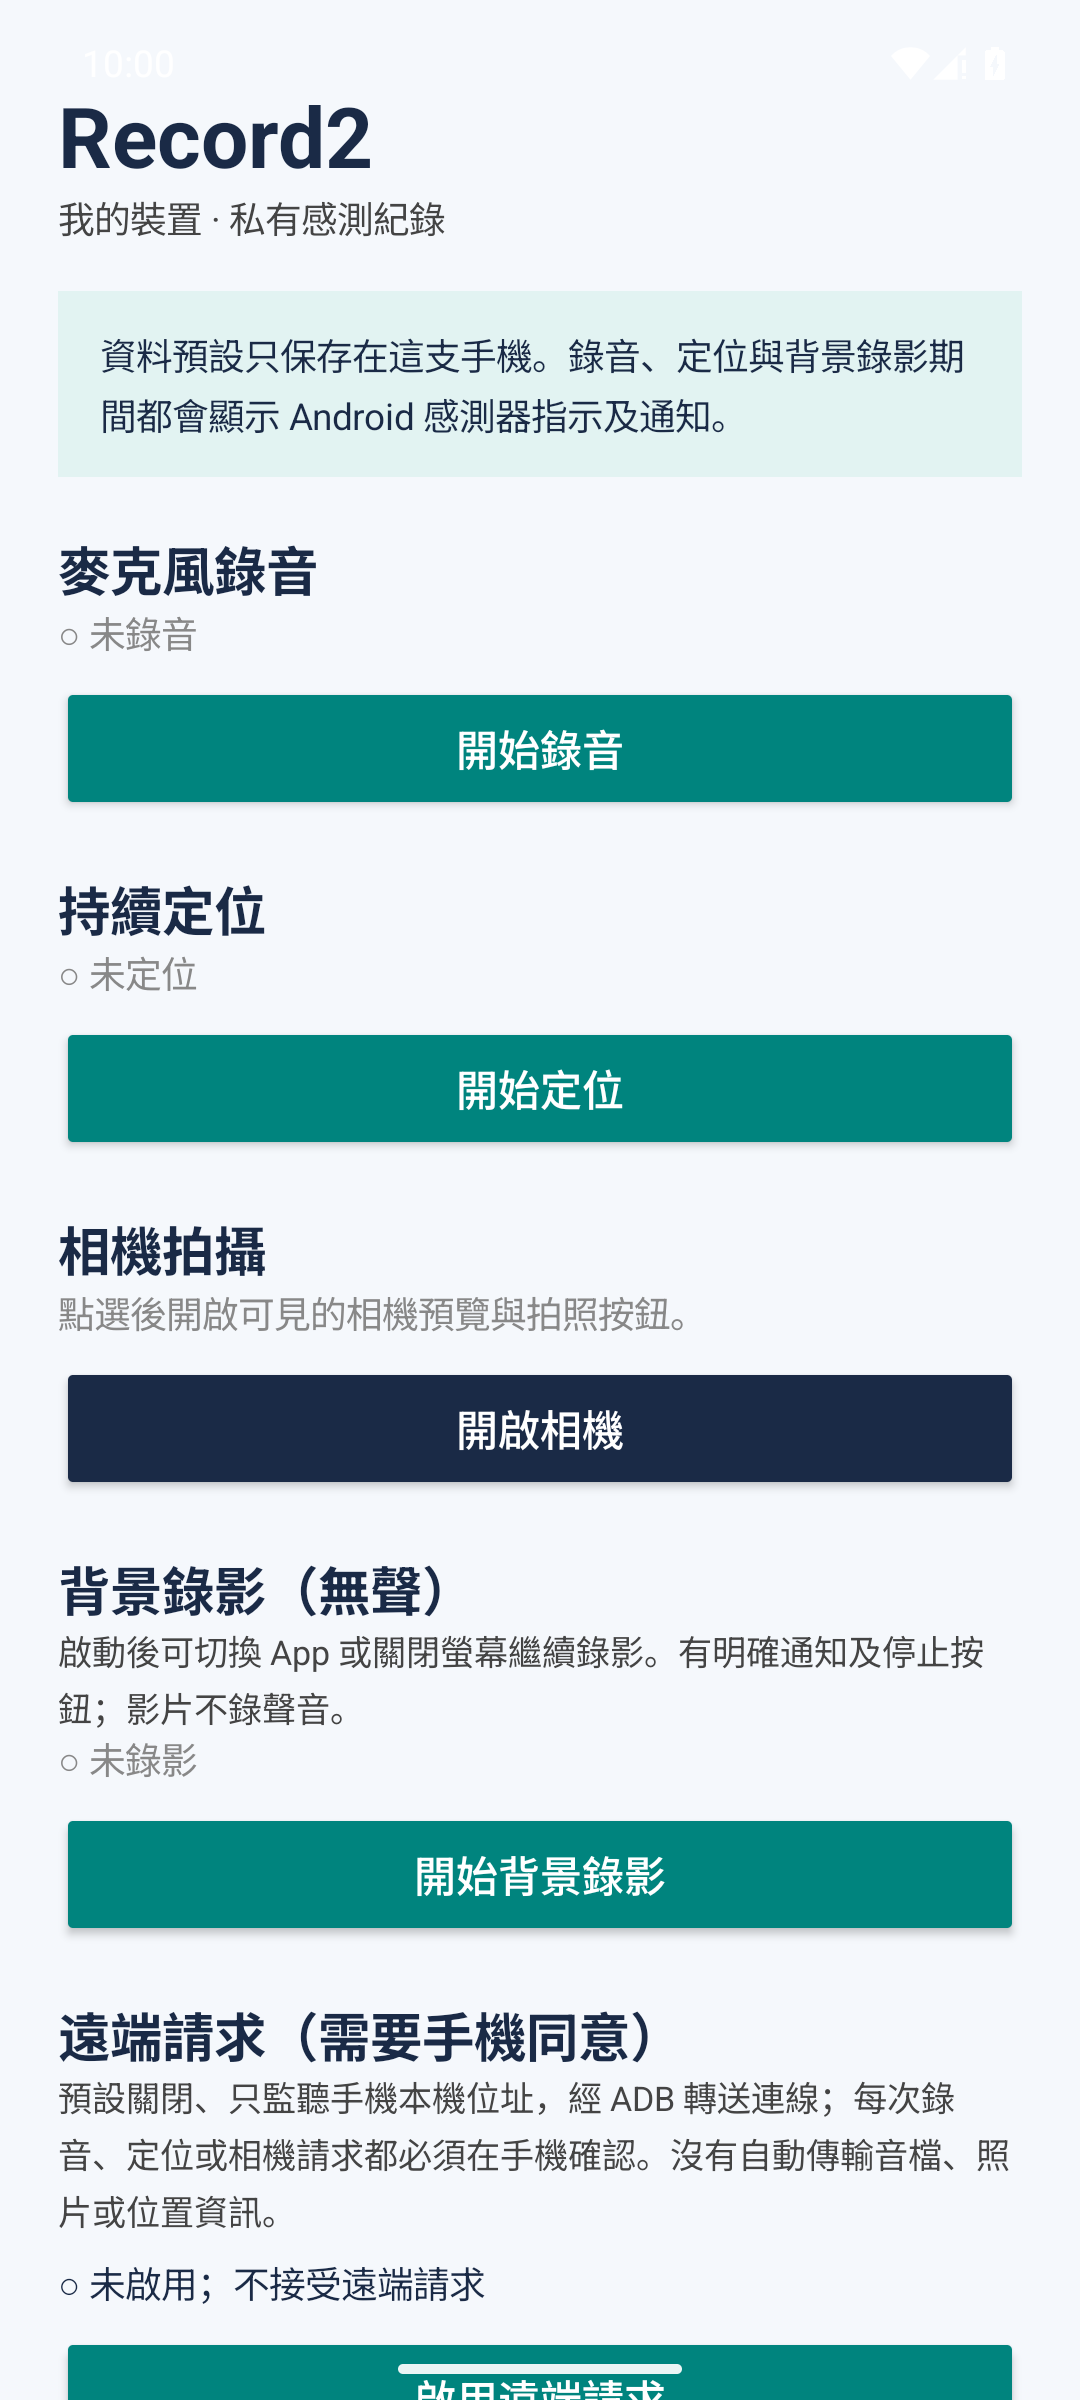 10:00
Record2
我的裝置 · 私有感測紀錄
資料預設只保存在這支手機。錄音、定位與背景錄影期
間都會顯示 Android 感測器指示及通知。
麥克風錄音
○ 未錄音
開始錄音
持續定位
○ 未定位
開始定位
相機拍攝
點選後開啟可見的相機預覽與拍照按鈕。
開啟相機
背景錄影（無聲）
啟動後可切換 App 或關閉螢幕繼續錄影。有明確通知及停止按
鈕；影片不錄聲音。
○ 未錄影
開始背景錄影
遠端請求（需要手機同意）
預設關閉、只監聽手機本機位址，經 ADB 轉送連線；每次錄
音、定位或相機請求都必須在手機確認。沒有自動傳輸音檔、照
片或位置資訊。
○ 未啟用；不接受遠端請求
啟用遠端請求